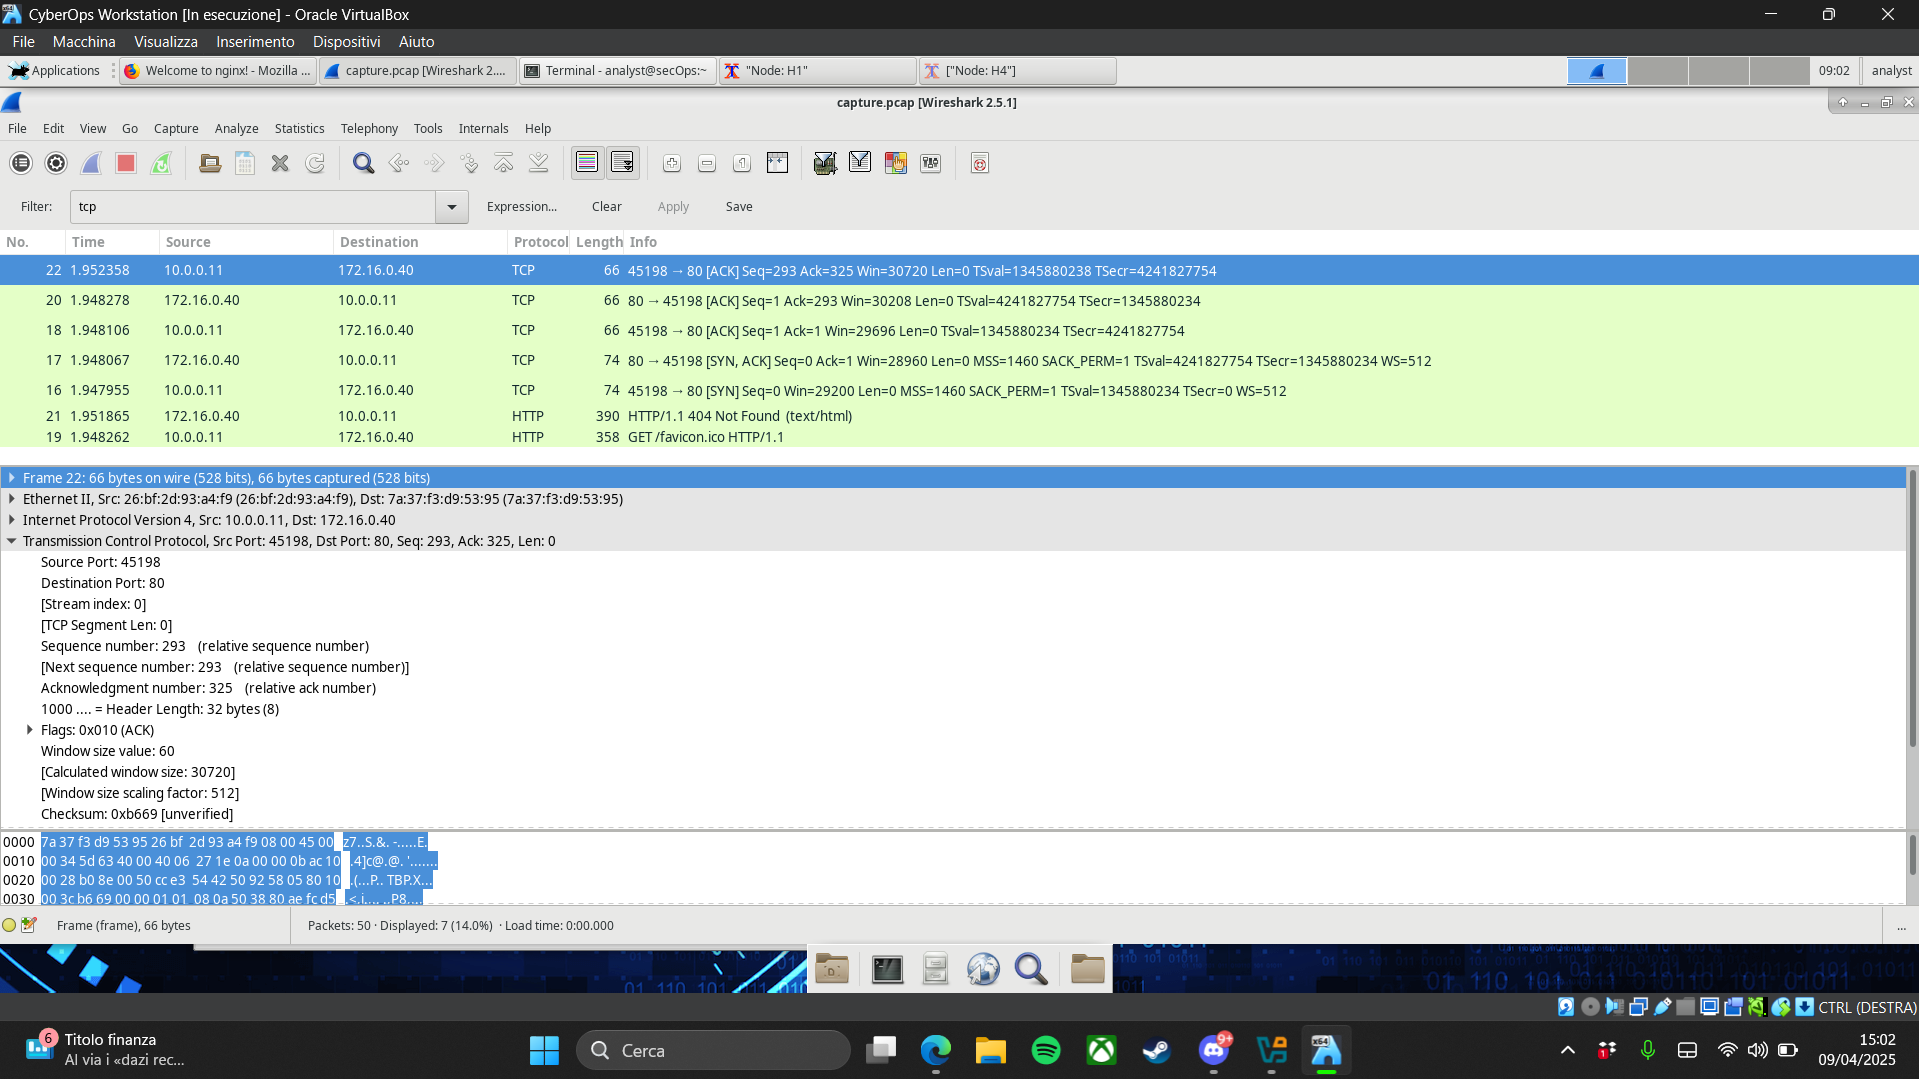 CyberOps Workstation [In esecuzione] - Oracle VirtualBox
File Macchina Visualizza Inserimento Dispositivi Aiuto
Applications Welcome to nginx! - Mozilla ... capture.pcap [Wireshark 2.5.... Terminal - analyst@secOps:~ "Node: H1" ["Node: H4"] 09:02 analyst
capture.pcap [Wireshark 2.5.1]
File Edit View Go Capture Analyze Statistics Telephony Tools Internals Help
Filter: tcp Expression... Clear Apply Save
No. Time Source Destination Protocol Length Info
22 1.952358 10.0.0.11 172.16.0.40 TCP 66 45198 → 80 [ACK] Seq=293 Ack=325 Win=30720 Len=0 TSval=1345880238 TSecr=4241827754
20 1.948278 172.16.0.40 10.0.0.11 TCP 66 80 → 45198 [ACK] Seq=1 Ack=293 Win=30208 Len=0 TSval=4241827754 TSecr=1345880234
18 1.948106 10.0.0.11 172.16.0.40 TCP 66 45198 → 80 [ACK] Seq=1 Ack=1 Win=29696 Len=0 TSval=1345880234 TSecr=4241827754
17 1.948067 172.16.0.40 10.0.0.11 TCP 74 80 → 45198 [SYN, ACK] Seq=0 Ack=1 Win=28960 Len=0 MSS=1460 SACK_PERM=1 TSval=4241827754 TSecr=1345880234 WS=512
16 1.947955 10.0.0.11 172.16.0.40 TCP 74 45198 → 80 [SYN] Seq=0 Win=29200 Len=0 MSS=1460 SACK_PERM=1 TSval=1345880234 TSecr=0 WS=512
21 1.951865 172.16.0.40 10.0.0.11 HTTP 390 HTTP/1.1 404 Not Found (text/html)
19 1.948262 10.0.0.11 172.16.0.40 HTTP 358 GET /favicon.ico HTTP/1.1
Frame 22: 66 bytes on wire (528 bits), 66 bytes captured (528 bits)
Ethernet II, Src: 26:bf:2d:93:a4:f9 (26:bf:2d:93:a4:f9), Dst: 7a:37:f3:d9:53:95 (7a:37:f3:d9:53:95)
Internet Protocol Version 4, Src: 10.0.0.11, Dst: 172.16.0.40
Transmission Control Protocol, Src Port: 45198, Dst Port: 80, Seq: 293, Ack: 325, Len: 0
Source Port: 45198
Destination Port: 80
[Stream index: 0]
[TCP Segment Len: 0]
Sequence number: 293 (relative sequence number)
[Next sequence number: 293 (relative sequence number)]
Acknowledgment number: 325 (relative ack number)
1000 .... = Header Length: 32 bytes (8)
Flags: 0x010 (ACK)
Window size value: 60
[Calculated window size: 30720]
[Window size scaling factor: 512]
Checksum: 0xb669 [unverified]
0000 7a 37 f3 d9 53 95 26 bf 2d 93 a4 f9 08 00 45 00 z7..S.&. -.....E.
0010 00 34 5d 63 40 00 40 06 27 1e 0a 00 00 0b ac 10 .4]c@.@. '.......
0020 00 28 b0 8e 00 50 cc e3 54 42 50 92 58 05 80 10 .(...P.. TBP.X...
0030 00 3c b6 69 00 00 01 01 08 0a 50 38 80 ae fc d5 .<.i.... ..P8....
Frame (frame), 66 bytes Packets: 50 · Displayed: 7 (14.0%) · Load time: 0:00.000 ...
CTRL (DESTRA)
6 Titolo finanza
Al via i «dazi rec...
Cerca
x64
9+
1
15:02
09/04/2025